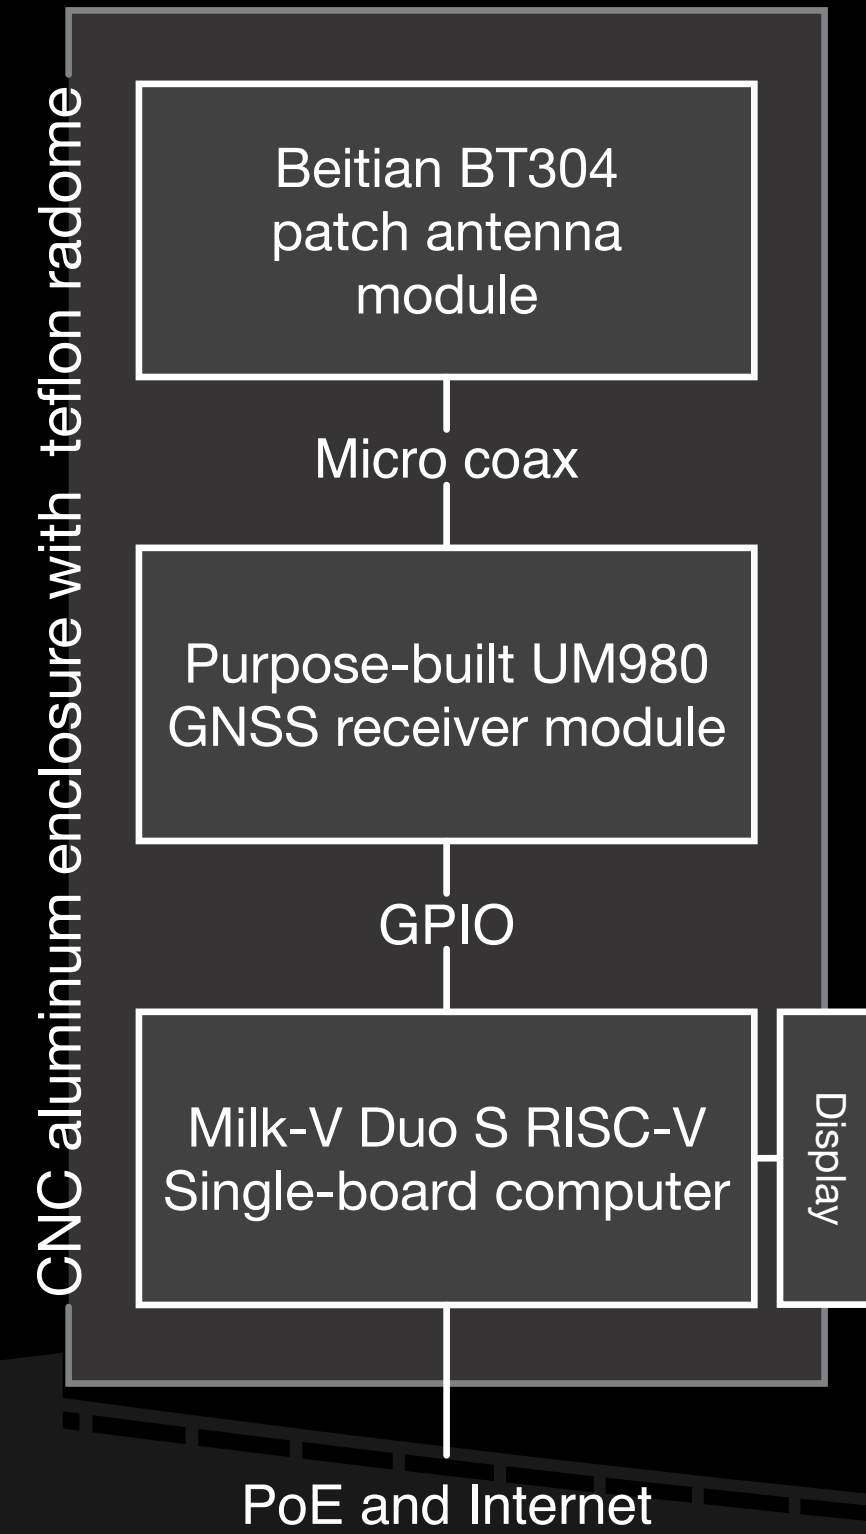 CNC aluminum enclosure with teflon radome
Beitian BT304
patch antenna
module
Micro coax
Purpose-built UM980
GNSS receiver module
GPIO
Milk-V Duo S RISC-V
Single-board computer
Display
PoE and Internet